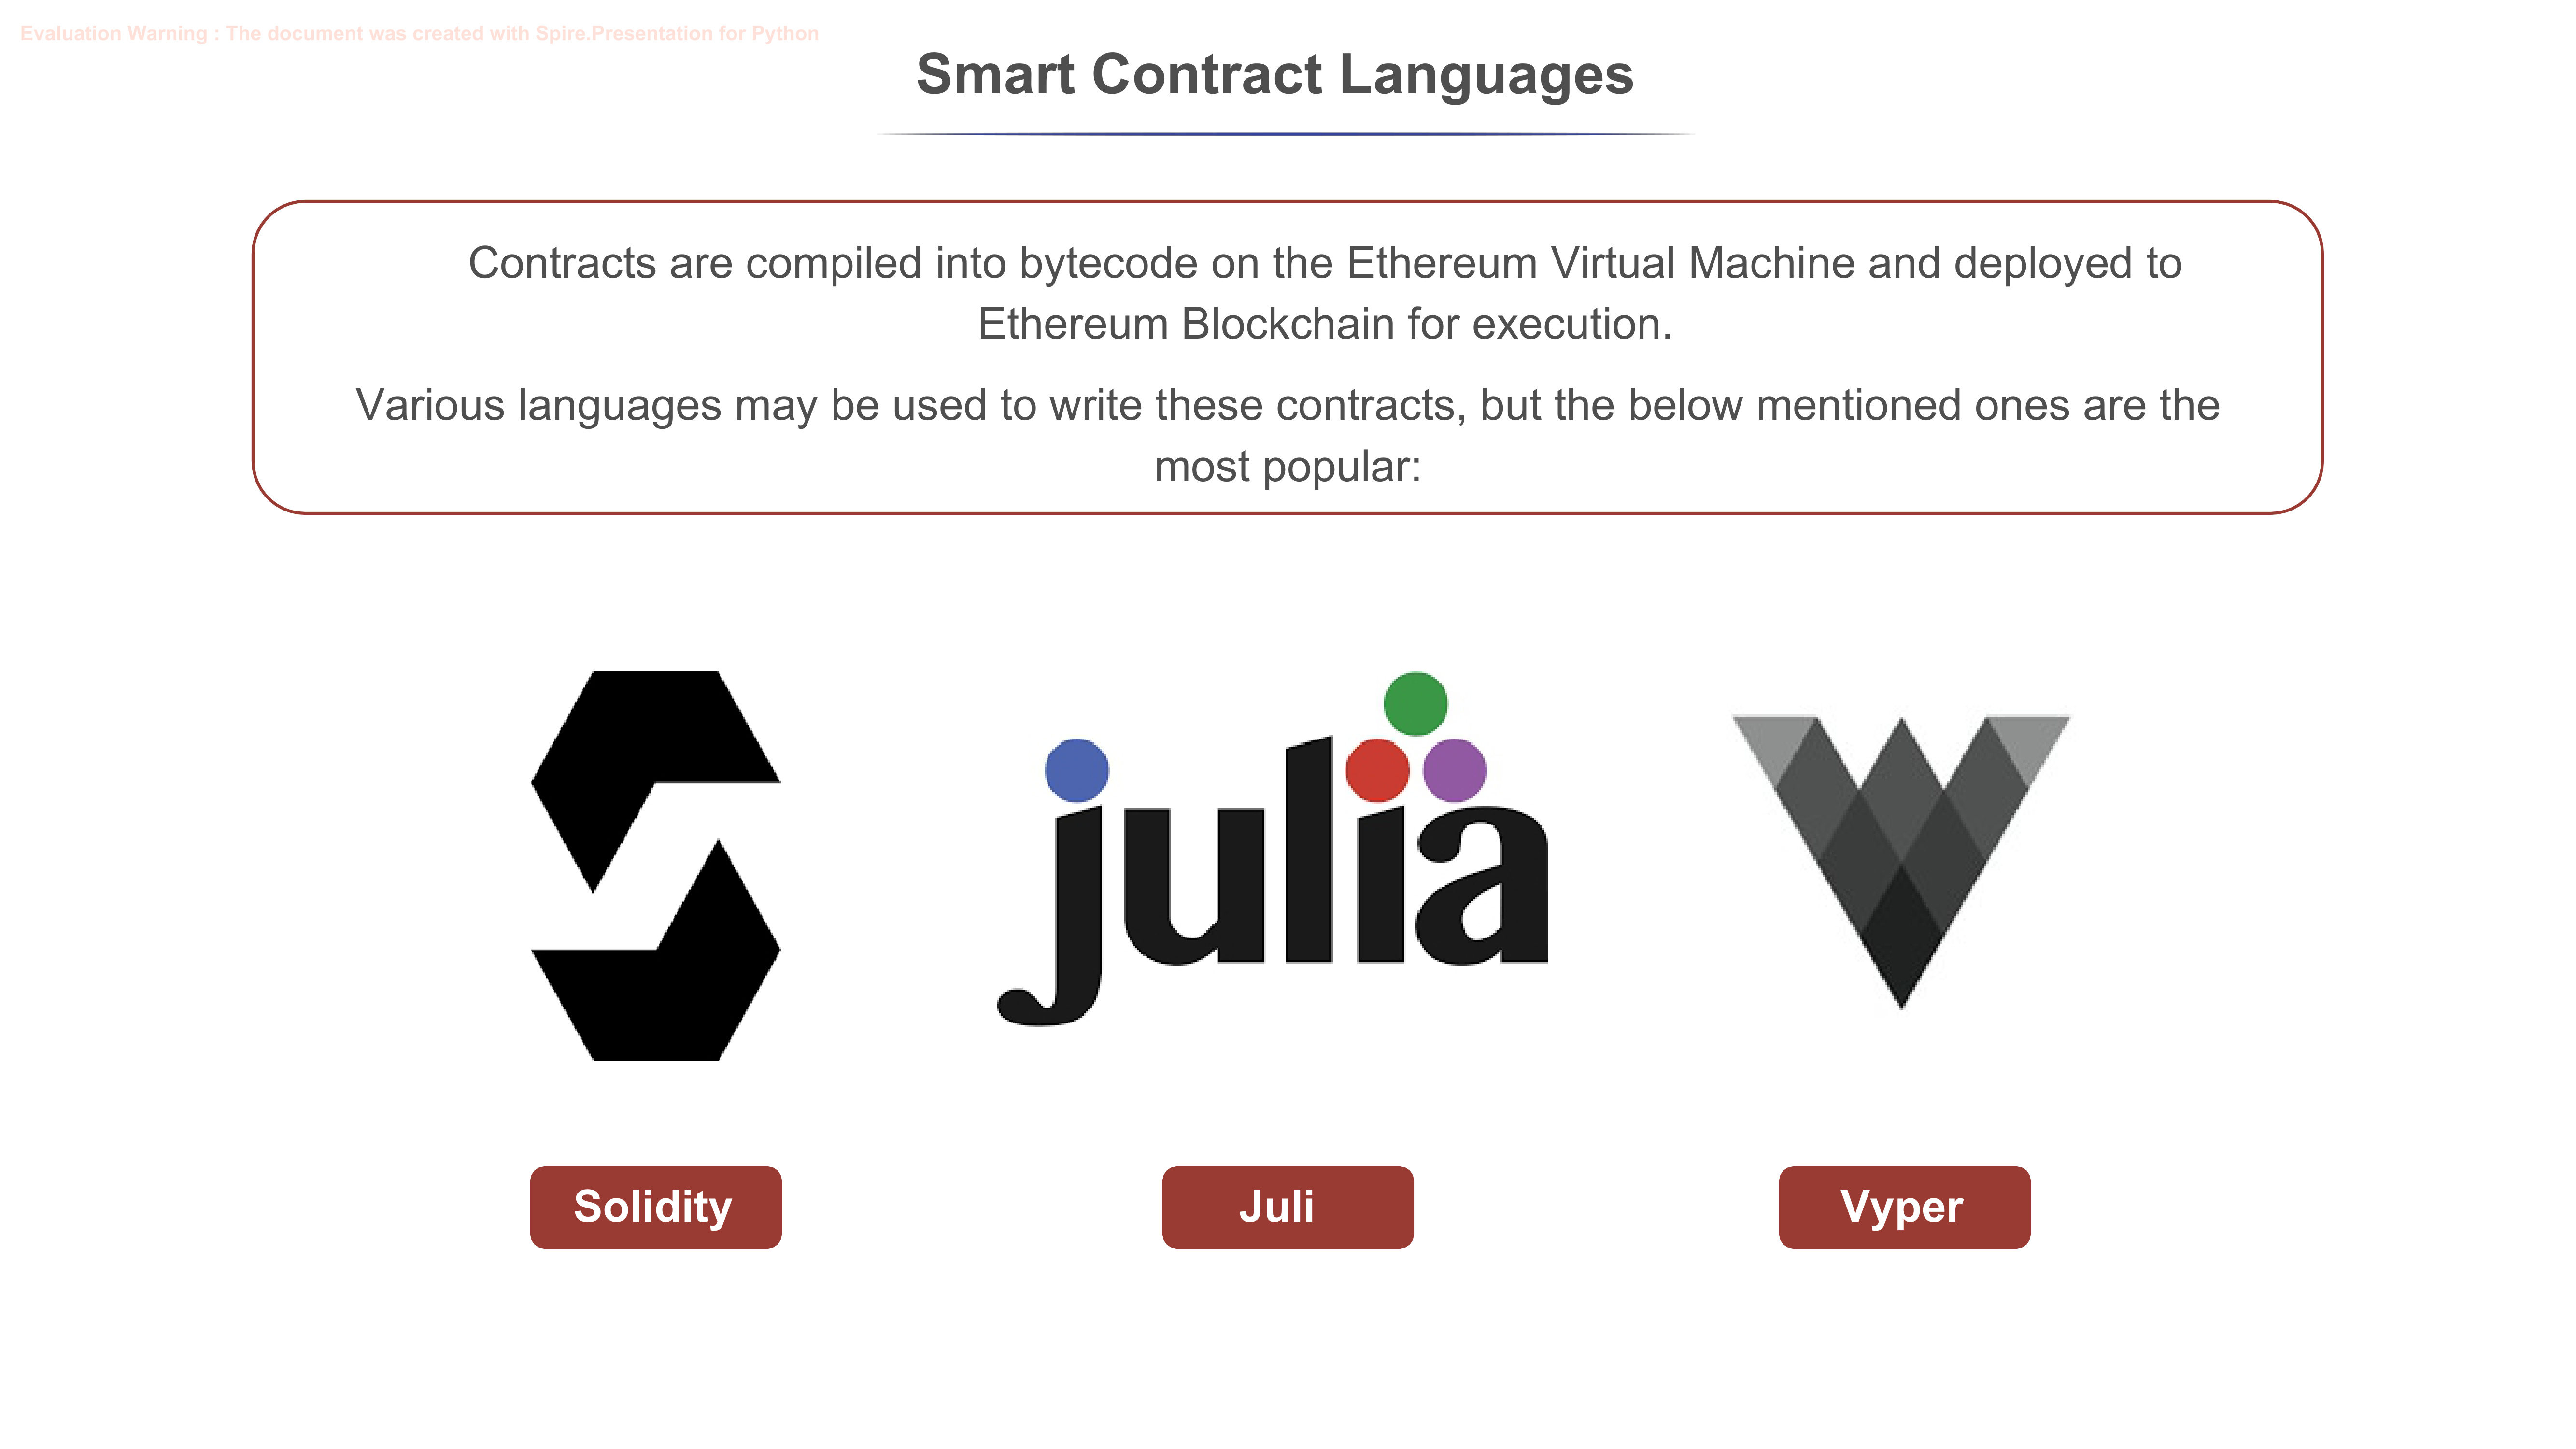 Evaluation Warning : The document was created with Spire.Presentation for Python
Smart Contract Languages
Contracts are compiled into bytecode on the Ethereum Virtual Machine and deployed to
Ethereum Blockchain for execution.
Various languages may be used to write these contracts, but the below mentioned ones are the
most popular:
julia
Solidity
Juli
Vyper